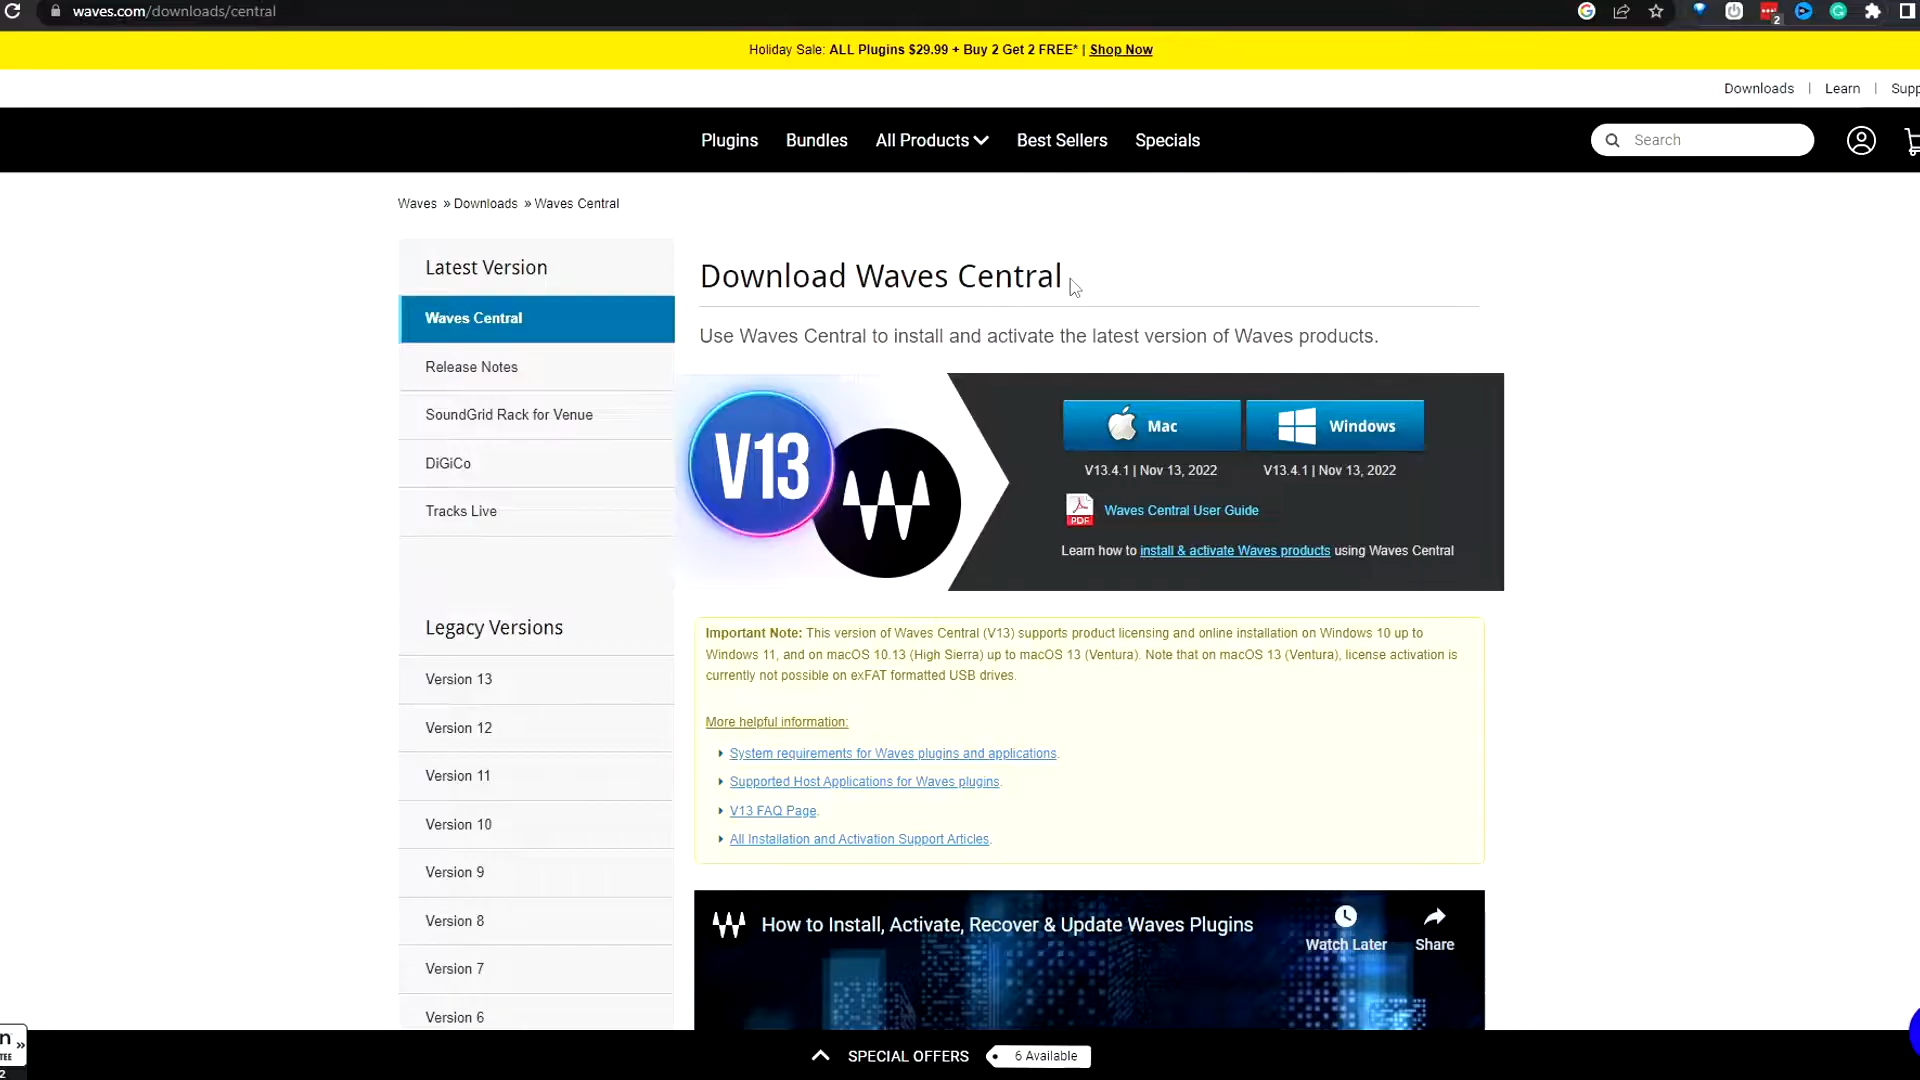 waves.com/downloads/central
2
Holiday Sale: ALL Plugins $29.99 + Buy 2 Get 2 FREE* | Shop Now
Downloads | Learn | Supp
Plugins Bundles All Products Best Sellers Specials Search
Waves » Downloads » Waves Central
Latest Version
Waves Central
Release Notes
SoundGrid Rack for Venue
DiGiCo
Tracks Live
Legacy Versions
Version 13
Version 12
Version 11
Version 10
Version 9
Version 8
Version 7
Version 6
Download Waves Central
Use Waves Central to install and activate the latest version of Waves products.
V13
Mac Windows
V13.4.1 | Nov 13, 2022 V13.4.1 | Nov 13, 2022
PDF Waves Central User Guide
Learn how to install & activate Waves products using Waves Central
Important Note: This version of Waves Central (V13) supports product licensing and online installation on Windows 10 up to
Windows 11, and on macOS 10.13 (High Sierra) up to macOS 13 (Ventura). Note that on macOS 13 (Ventura), license activation is
currently not possible on exFAT formatted USB drives.
More helpful information:
System requirements for Waves plugins and applications.
Supported Host Applications for Waves plugins.
V13 FAQ Page.
All Installation and Activation Support Articles.
How to Install, Activate, Recover & Update Waves Plugins
Watch Later Share
n »
TEE
2
SPECIAL OFFERS 6 Available